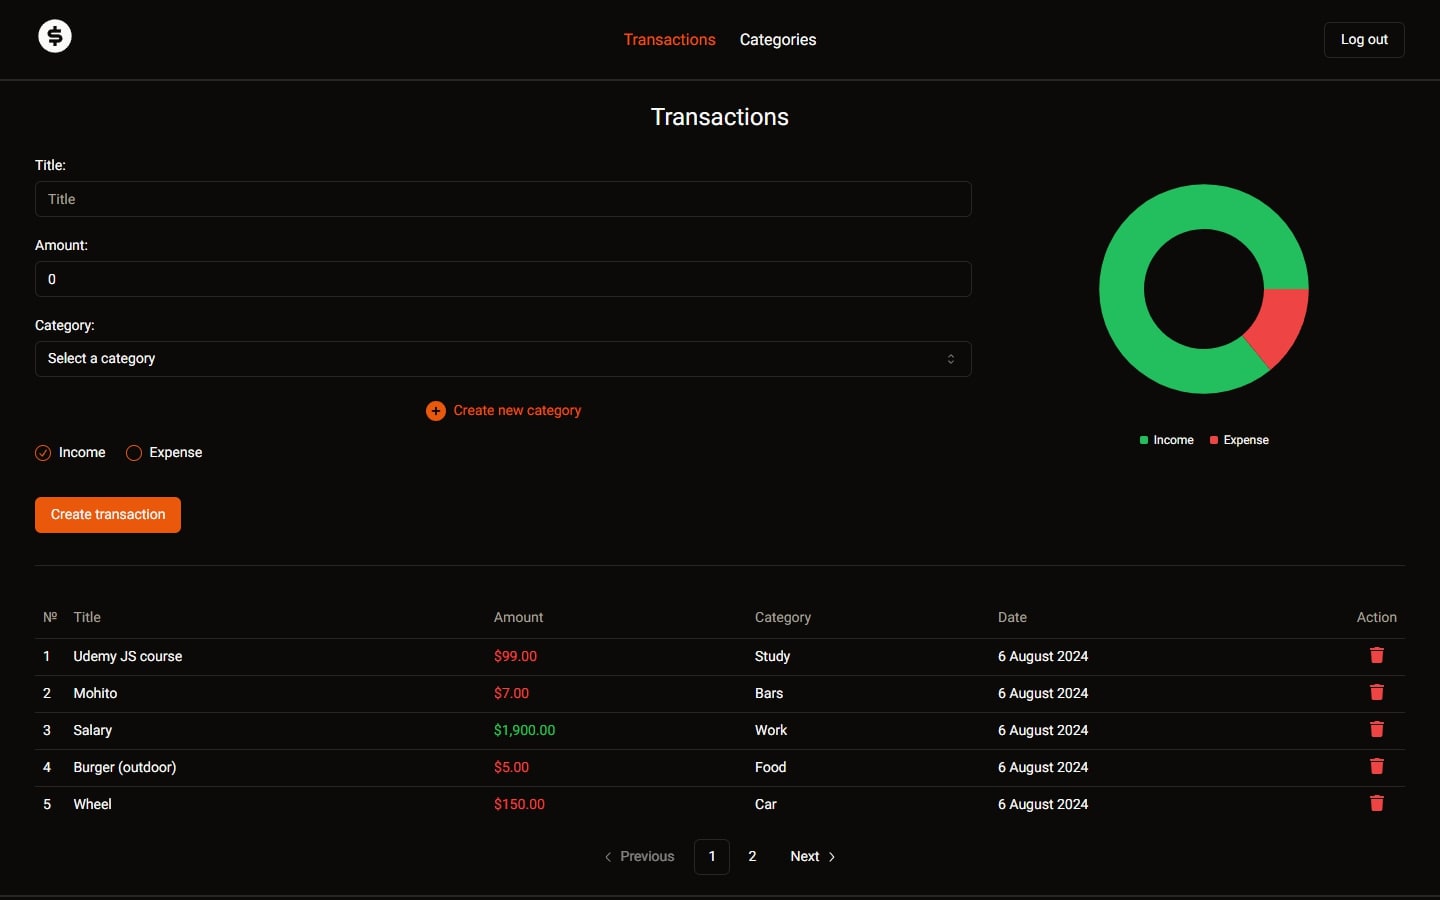 $
Transactions Categories
Log out
Transactions
Title:
Title
Amount:
0
Category:
Select a category
Create new category
Income Expense
Create transaction
Income Expense
№ Title Amount Category Date Action
1 Udemy JS course $99.00 Study 6 August 2024
2 Mohito $7.00 Bars 6 August 2024
3 Salary $1,900.00 Work 6 August 2024
4 Burger (outdoor) $5.00 Food 6 August 2024
5 Wheel $150.00 Car 6 August 2024
Previous 1 2 Next